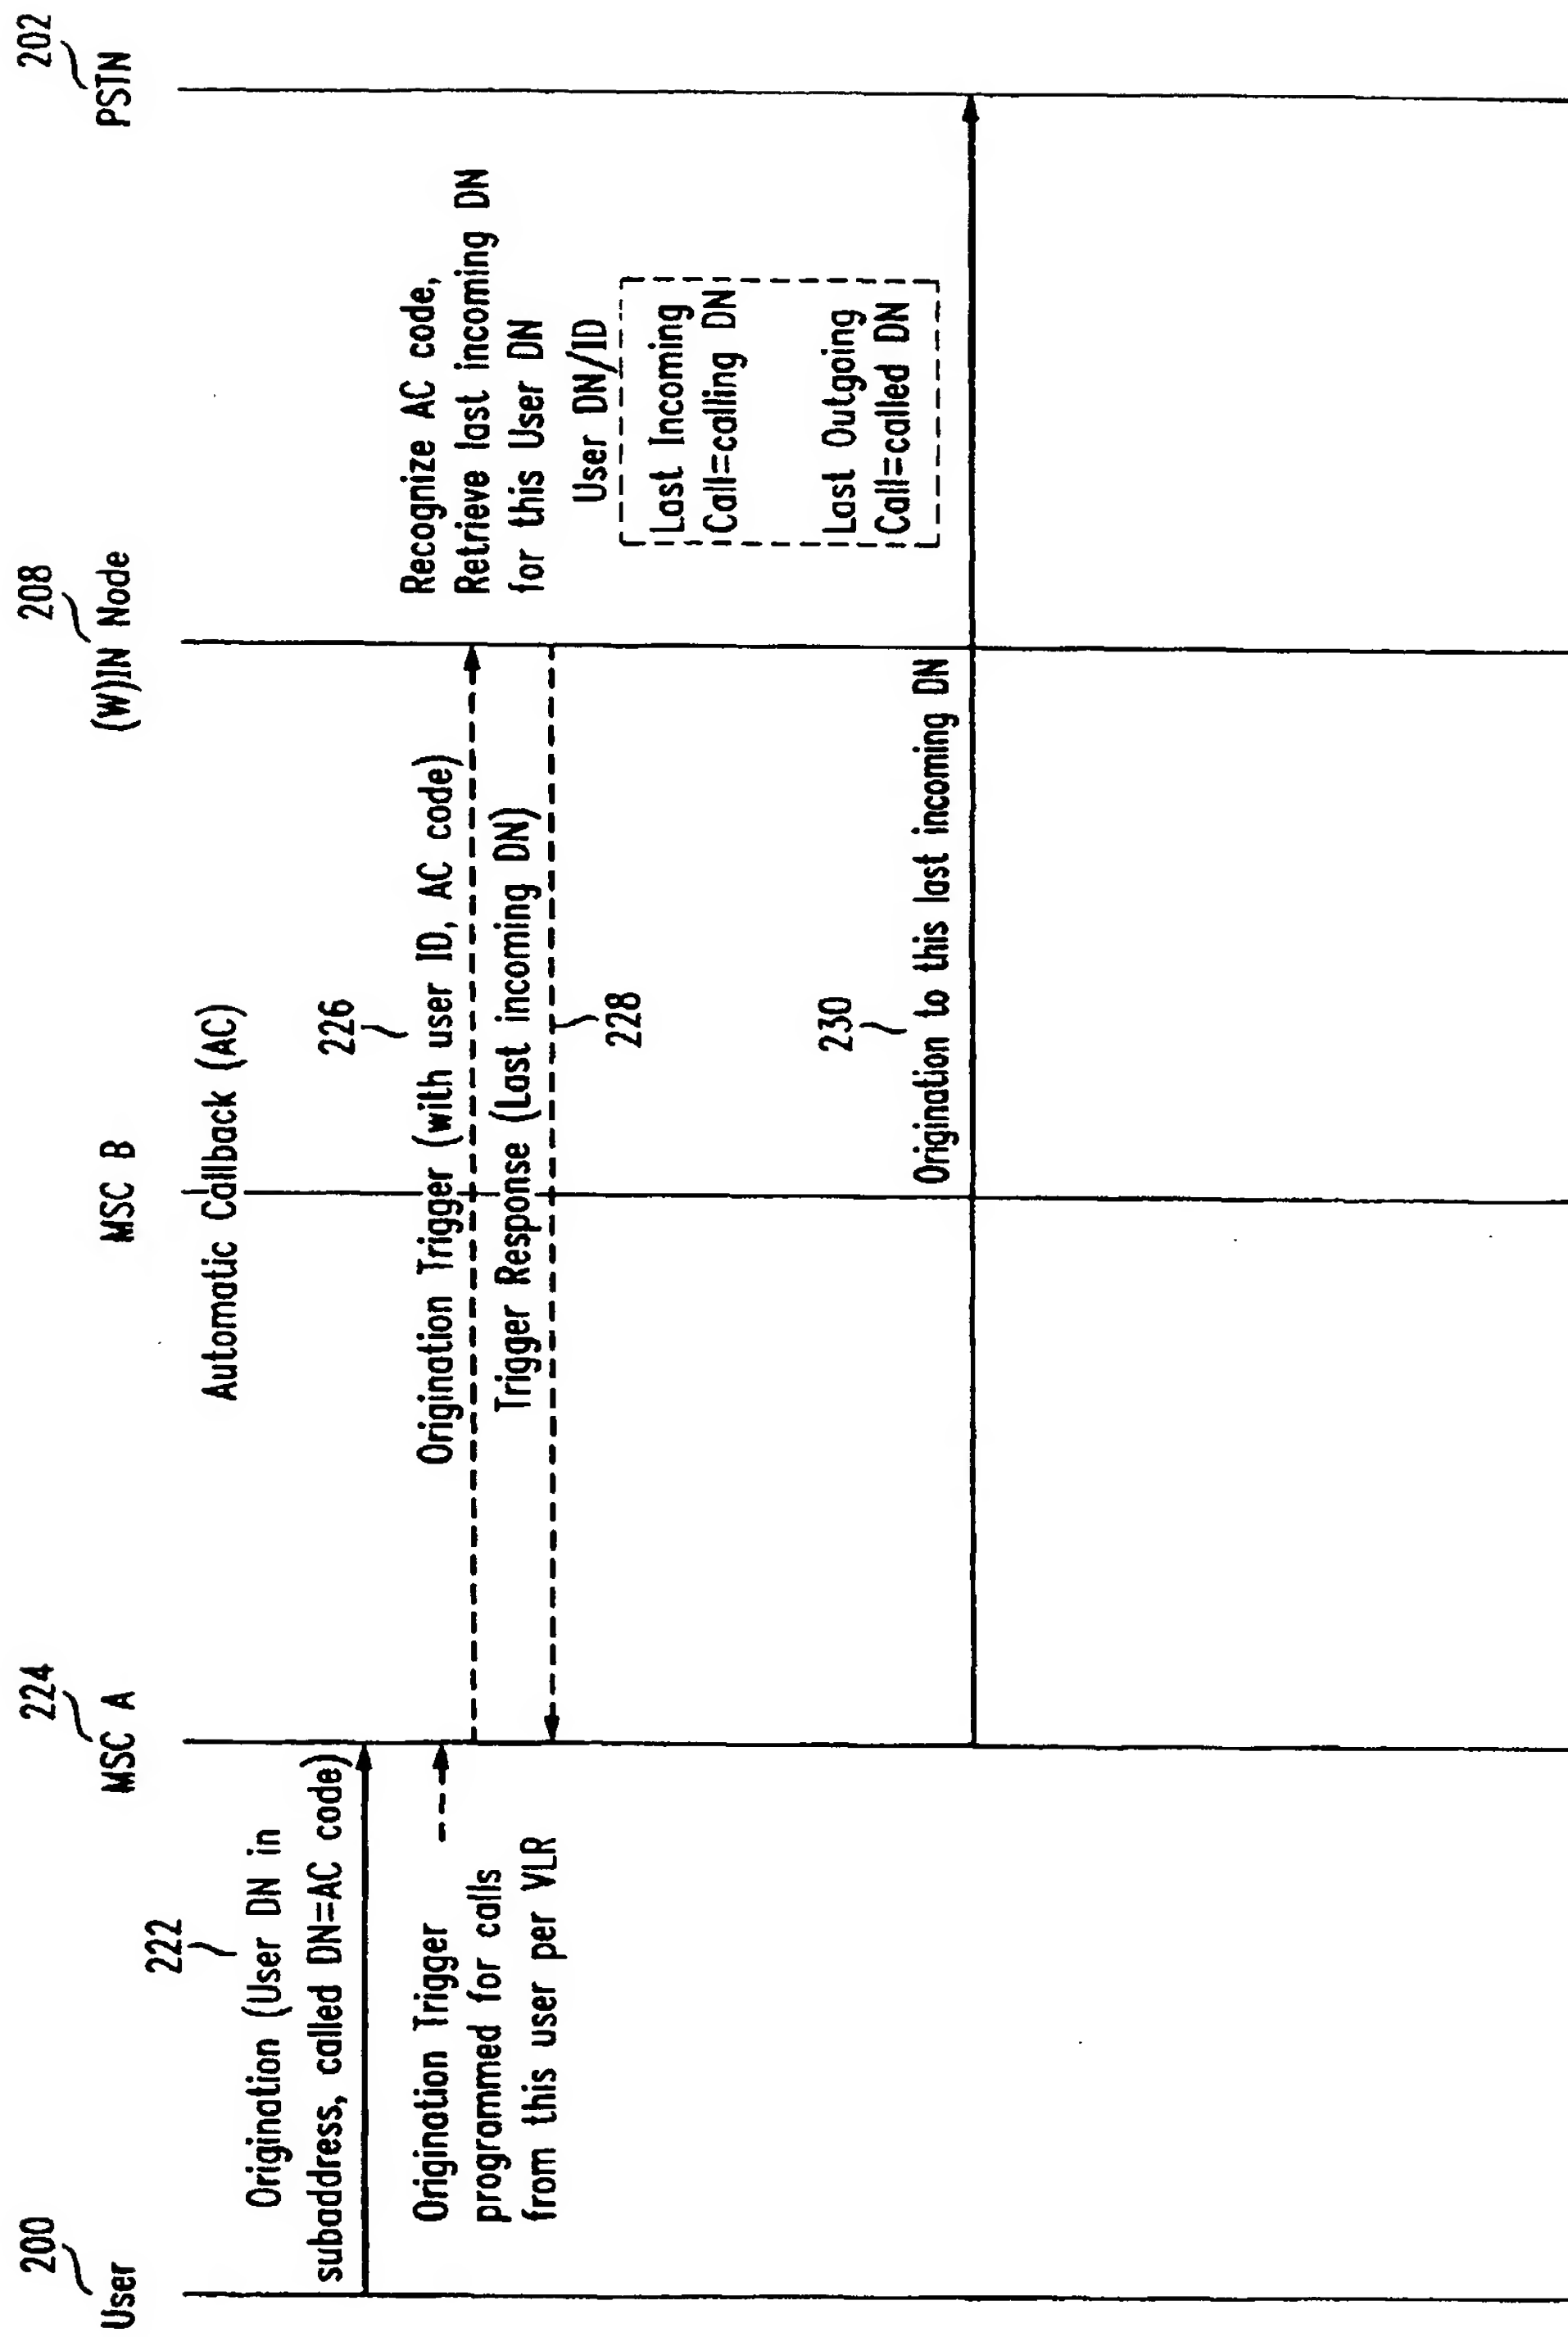 200
User
224
MSC A
MSC B
208
(W)IN Node
202
PSTN
Automatic Callback (AC)
222
Origination (User DN in
subaddress, called DN=AC code)
Origination Trigger
programmed for calls
from this user per VLR
226
Origination Trigger (with user ID, AC code)
Trigger Response (Last incoming DN)
228
Recognize AC code,
Retrieve last incoming DN
for this User DN
User DN/ID
Last Incoming
Call=calling DN
Last Outgoing
Call=called DN
230
Origination to this last incoming DN